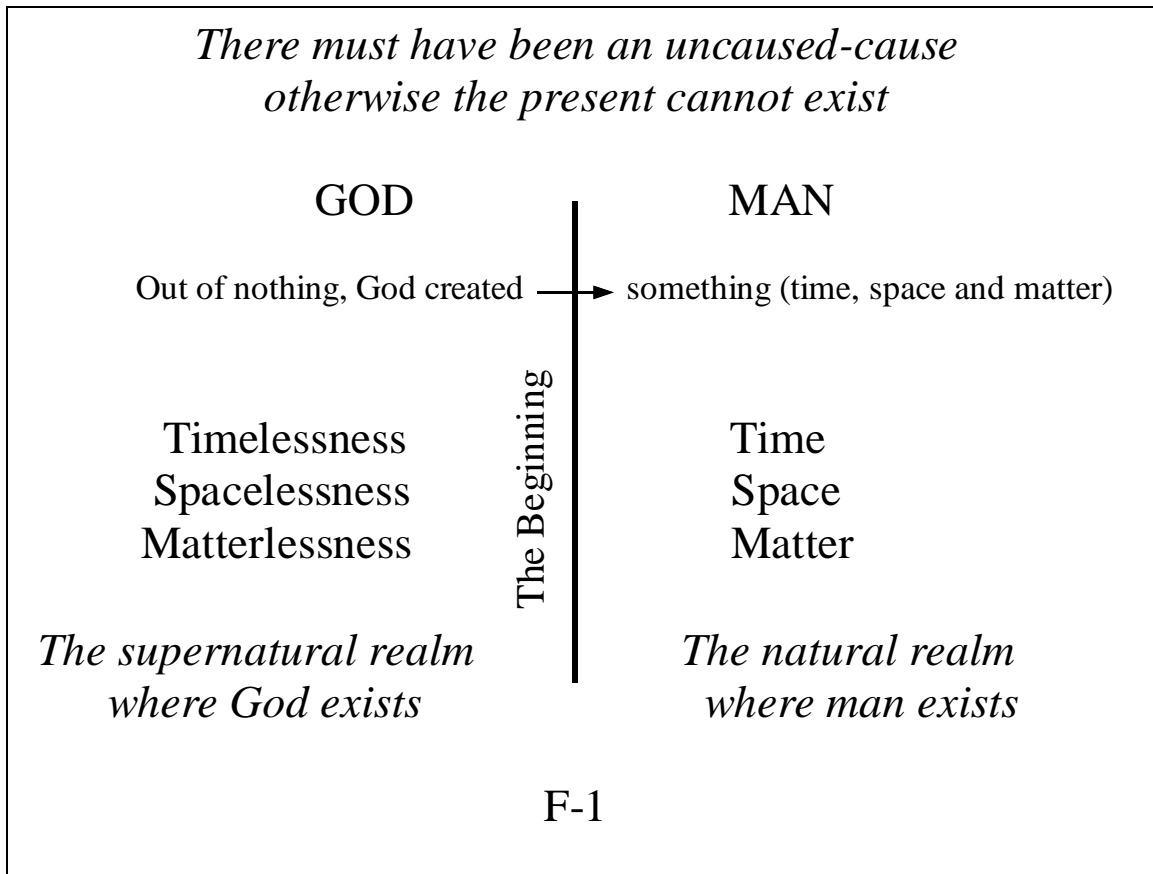 There must have been an uncaused-cause
otherwise the present cannot exist
GOD
MAN
Out of nothing, God created
something (time, space and matter)
The Beginning
Timelessness
Spacelessness
Matterlessness
Time
Space
Matter
The supernatural realm
where God exists
The natural realm
where man exists
F-1